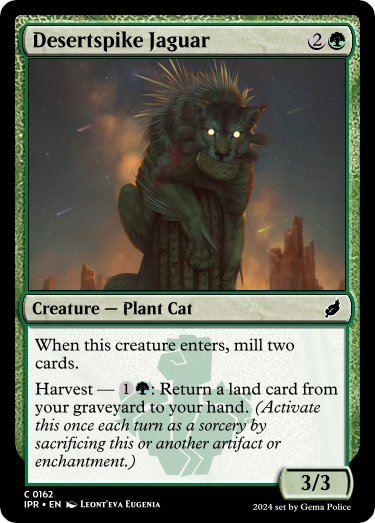 Desertspike Jaguar 2
Creature — Plant Cat
When this creature enters, mill two
cards.
Harvest — 1 : Return a land card from
your graveyard to your hand. (Activate
this once each turn as a sorcery by
sacrificing this or another artifact or
enchantment.)
3/3
C 0162
IPR • EN Leont'eva Eugenia
2024 set by Gema Police